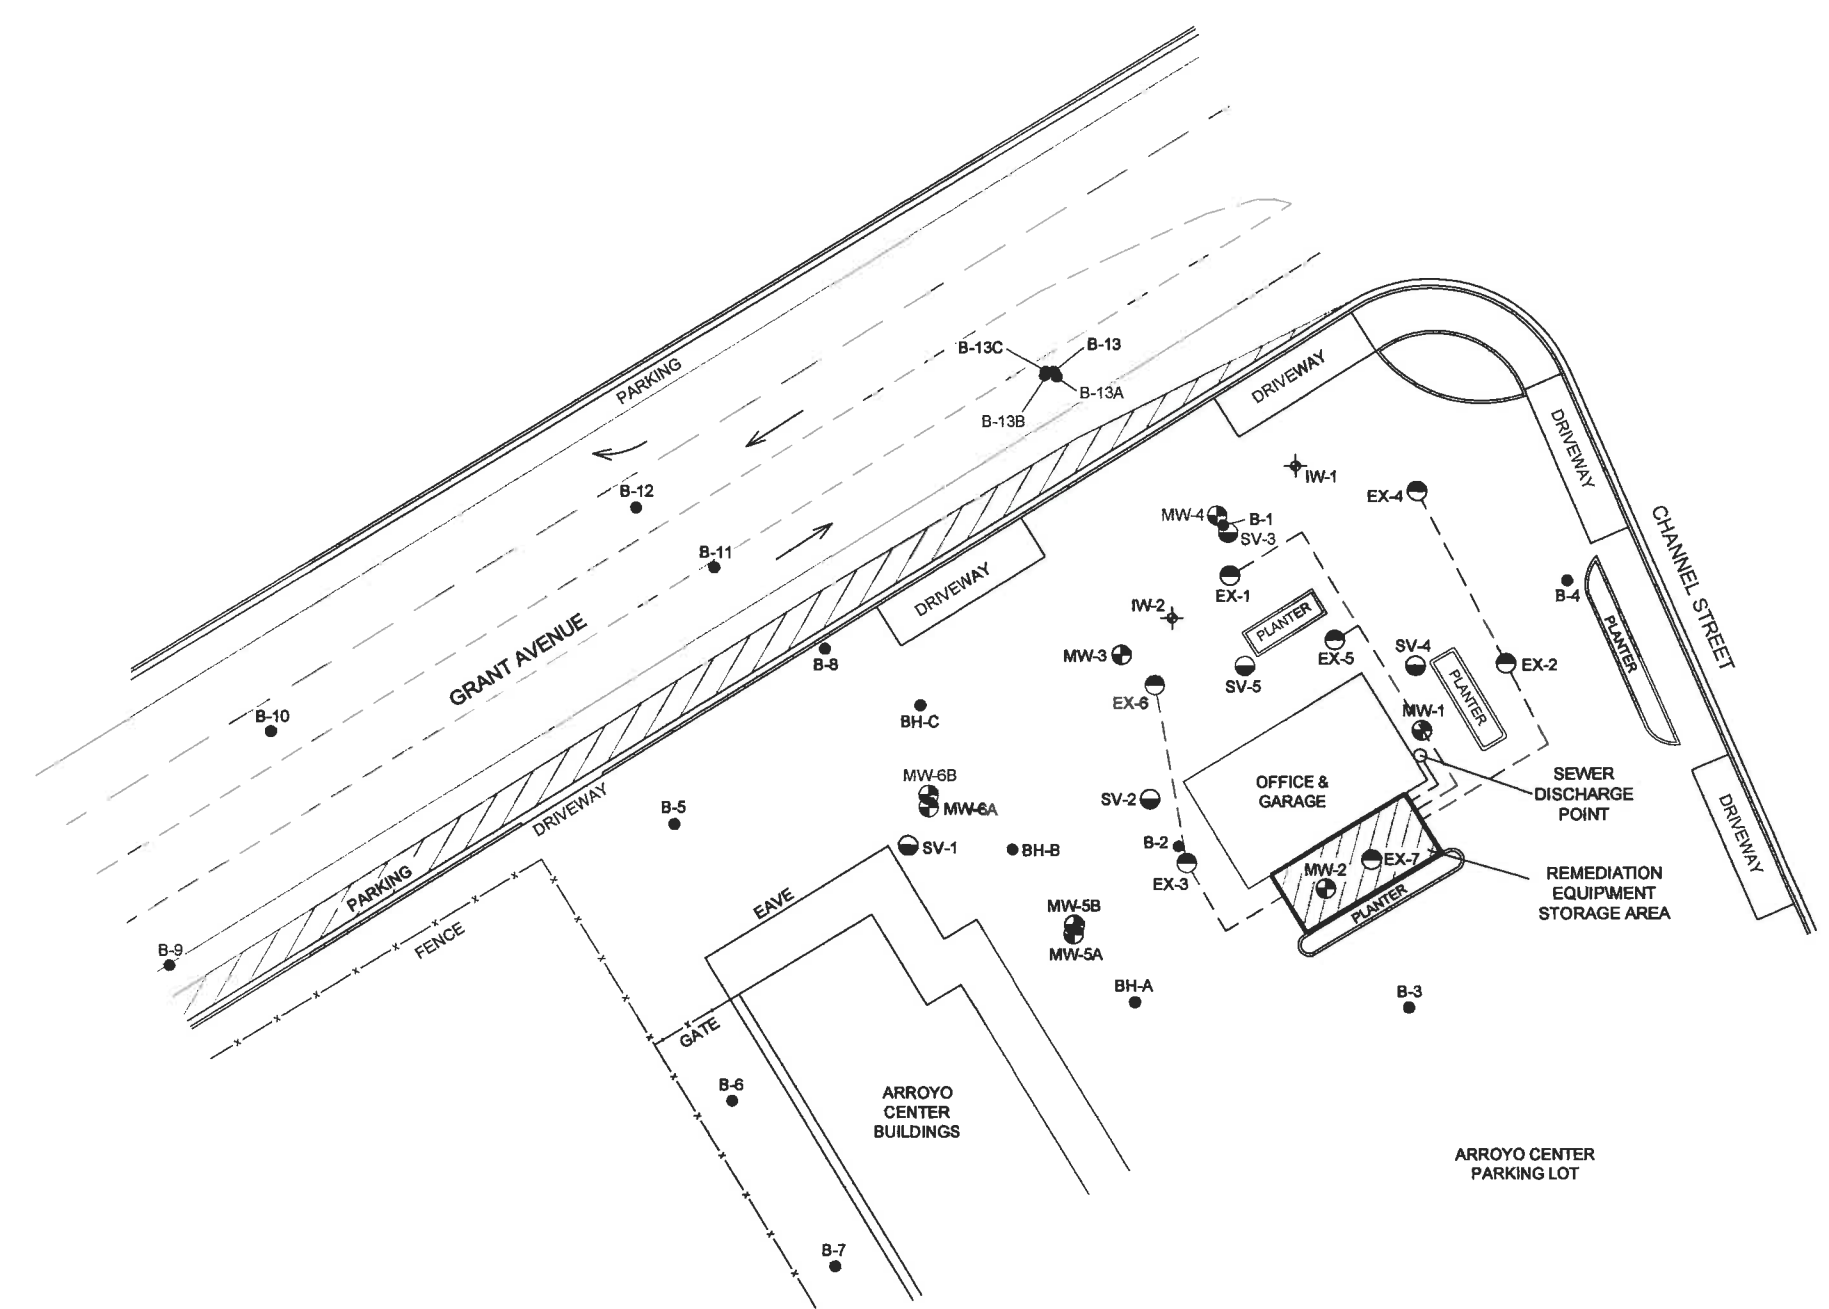 PARKING
B-13C
B-13
B-13A
B-13B
DRIVEWAY
DRIVEWAY
IW-1
EX-4
B-12
MW-4
B-1
SV-3
CHANNEL STREET
B-11
EX-1
B-4
DRIVEWAY
IW-2
PLANTER
GRANT AVENUE
B-8
MW-3
EX-5
SV-4
EX-2
PLANTER
SV-5
PLANTER
EX-6
BH-C
MW-1
B-10
MW-6B
MW-6A
SV-2
OFFICE &
GARAGE
SEWER
DISCHARGE
POINT
DRIVEWAY
B-5
DRIVEWAY
SV-1
BH-B
B-2
EX-3
MW-2
EX-7
PLANTER
REMEDIATION
EQUIPMENT
STORAGE AREA
PARKING
EAVE
FENCE
MW-5B
MW-5A
B-9
BH-A
B-3
GATE
B-6
ARROYO
CENTER
BUILDINGS
ARROYO CENTER
PARKING LOT
B-7